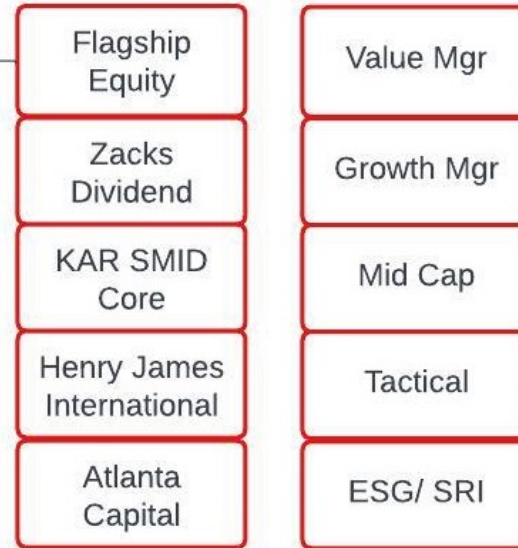 Flagship
Equity
Zacks
Dividend
KAR SMID
Core
Henry James
International
Atlanta
Capital
Value Mgr
Growth Mgr
Mid Cap
Tactical
ESG/ SRI